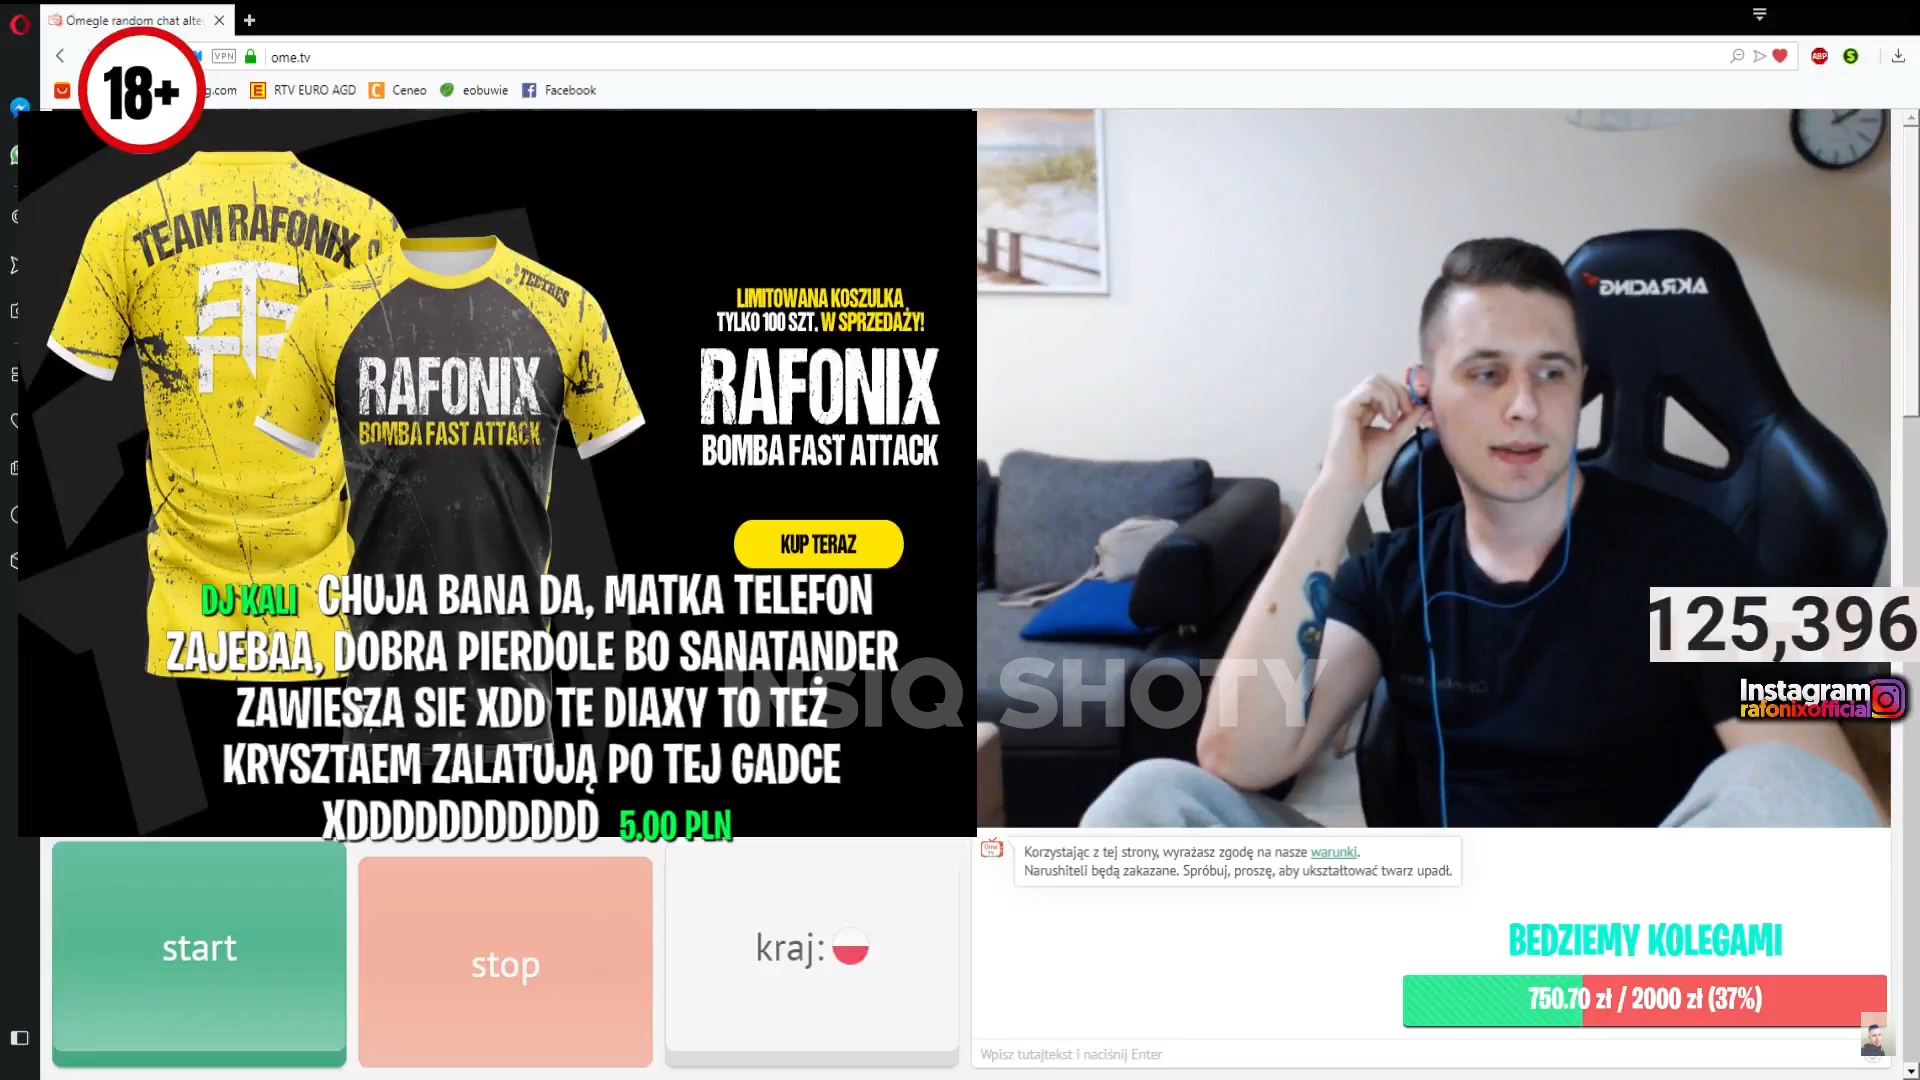 Omegle random chat alte
VPN
ome.tv
ABP
S
18+
g.com
RTV EURO AGD
Ceneo
eobuwie
Facebook
TEAM RAFONIX
TEETRES
RAFONIX
BOMBA FAST ATTACK
LIMITOWANA KOSZULKA
TYLKO 100 SZT. W SPRZEDAŻY!
RAFONIX
BOMBA FAST ATTACK
KUP TERAZ
AKRACING
DJ KALI CHUJA BANA DA, MATKA TELEFON
ZAJEBAA, DOBRA PIERDOLE BO SANATANDER
ZAWIESZA SIE XDD TE DIAXY TO TEŻ
KRYSZTAEM ZALATUJĄ PO TEJ GADCE
XDDDDDDDDDDD 5.00 PLN
INSIQ SHOTY
125,396
Instagram
rafonixofficial
Korzystając z tej strony, wyrażasz zgodę na nasze warunki.
Narushiteli będą zakazane. Spróbuj, proszę, aby ukształtować twarz upadł.
start
stop
kraj:
BEDZIEMY KOLEGAMI
750.70 zł / 2000 zł (37%)
Wpisz tutajtekst i naciśnij Enter